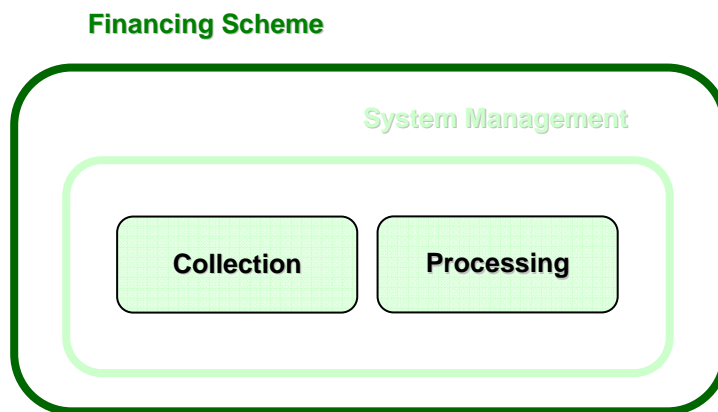 Financing Scheme
System Management
Collection
Processing